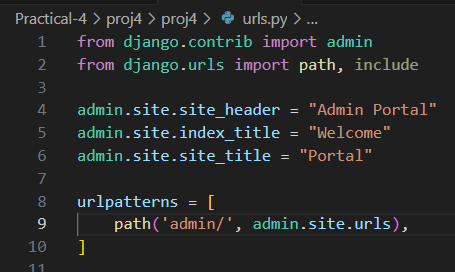 Practical-4 > proj4 > proj4 > urls.py > ...
1 from django.contrib import admin
2 from django.urls import path, include
3
4 admin.site.site_header = "Admin Portal"
5 admin.site.index_title = "Welcome"
6 admin.site.site_title = "Portal"
7
8 urlpatterns = [
9     path('admin/', admin.site.urls),
10 ]
11